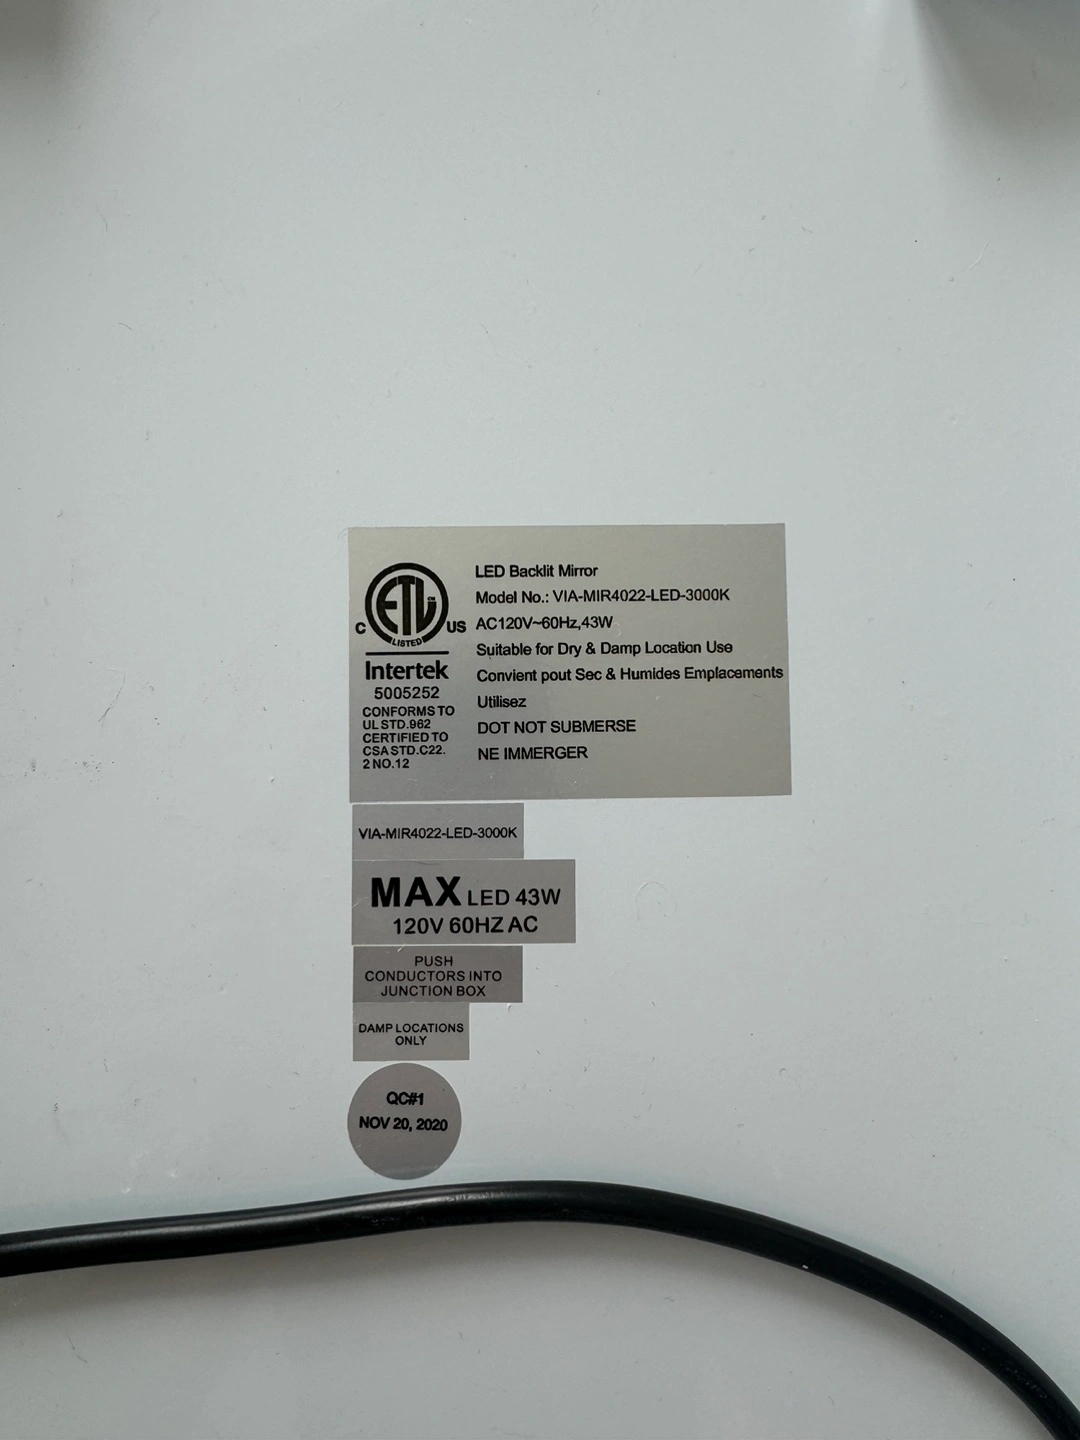 LED Backlit Mirror
Model No.: VIA-MIR4022-LED-3000K
AC120V~60Hz,43W
Suitable for Dry & Damp Location Use
Convient pout Sec & Humides Emplacements
Utilisez
DOT NOT SUBMERSE
NE IMMERGER
ETL
C US
LISTED
Intertek
5005252
CONFORMS TO
UL STD.962
CERTIFIED TO
CSA STD.C22.
2 NO.12
VIA-MIR4022-LED-3000K
MAX LED 43W
120V 60HZ AC
PUSH
CONDUCTORS INTO
JUNCTION BOX
DAMP LOCATIONS
ONLY
QC#1
NOV 20, 2020